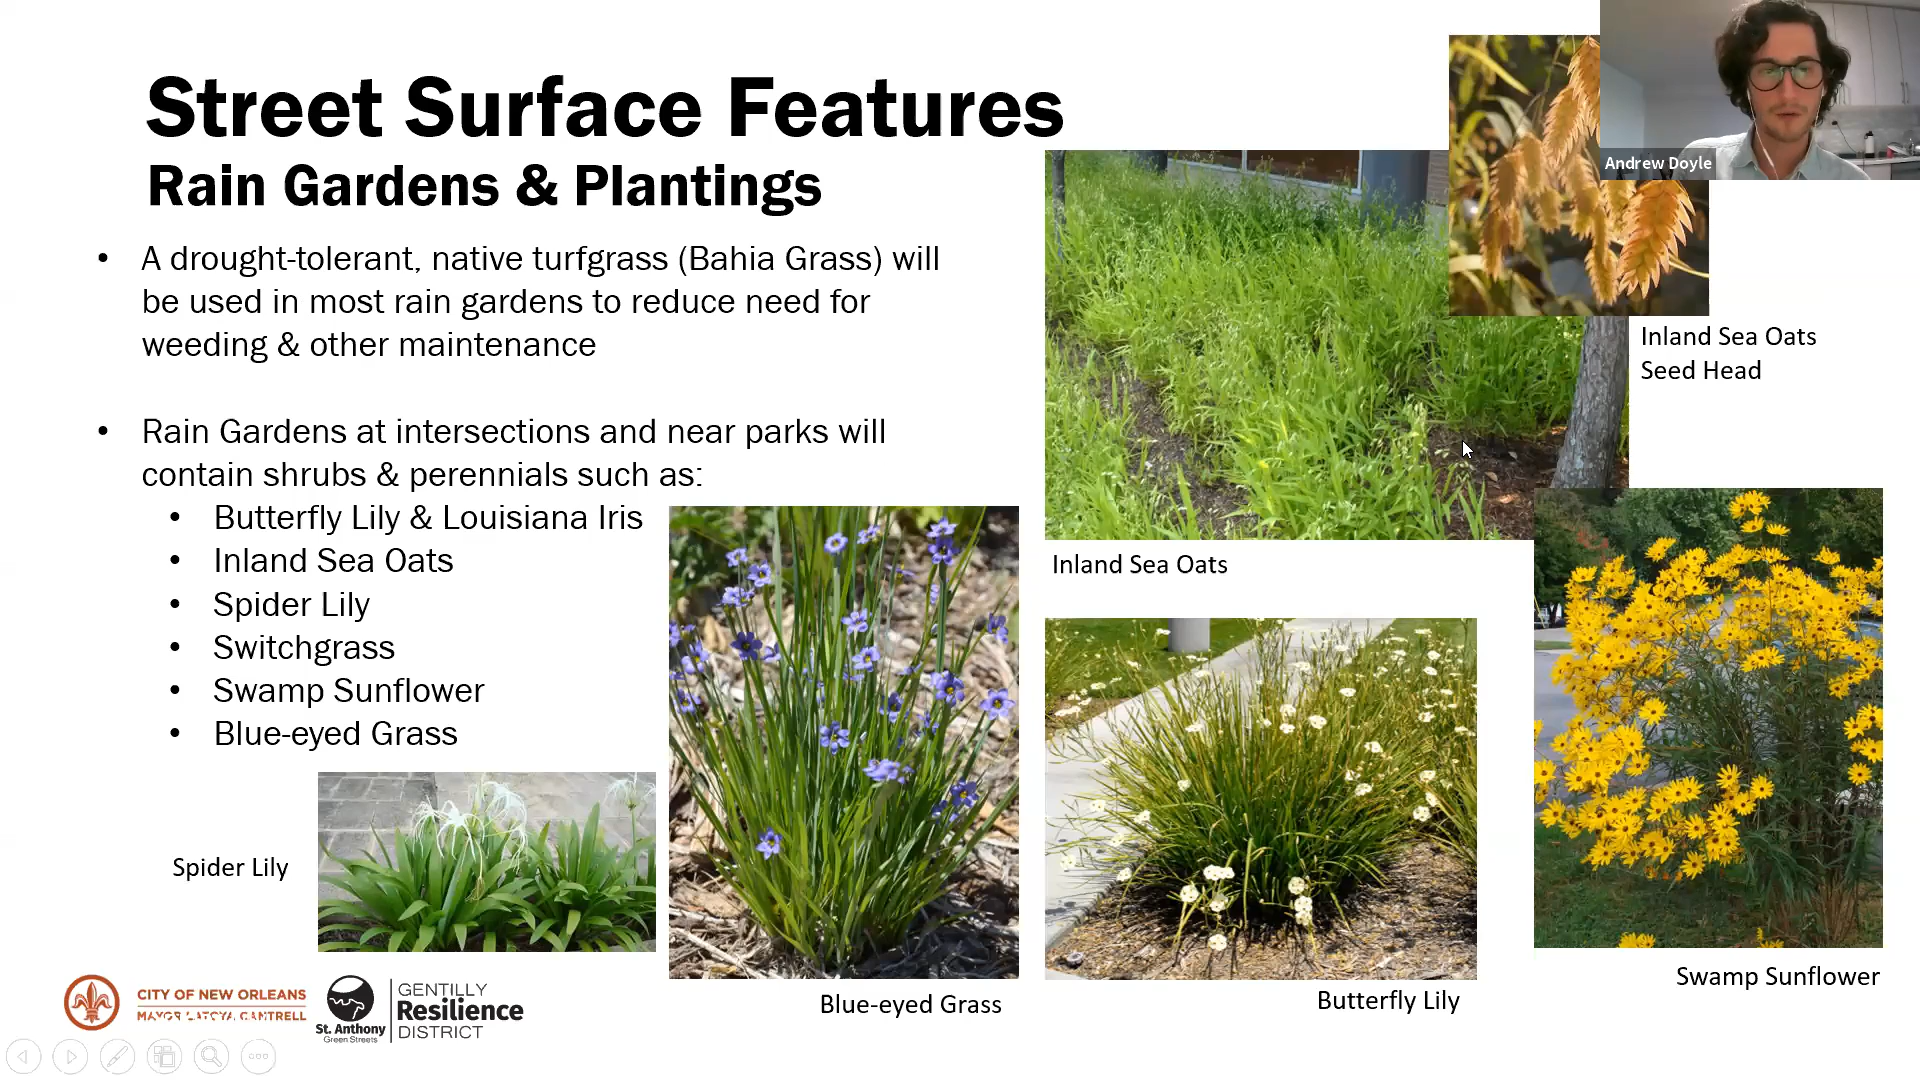 Street Surface Features
Rain Gardens & Plantings
• A drought-tolerant, native turfgrass (Bahia Grass) will
be used in most rain gardens to reduce need for
weeding & other maintenance
• Rain Gardens at intersections and near parks will
contain shrubs & perennials such as:
• Butterfly Lily & Louisiana Iris
• Inland Sea Oats
• Spider Lily
• Switchgrass
• Swamp Sunflower
• Blue-eyed Grass
Andrew Doyle
Inland Sea Oats
Seed Head
Inland Sea Oats
Spider Lily
Blue-eyed Grass
Butterfly Lily
Swamp Sunflower
CITY OF NEW ORLEANS
MAYOR LATOYA CANTRELL
St. Anthony
Green Streets
GENTILLY
Resilience
DISTRICT